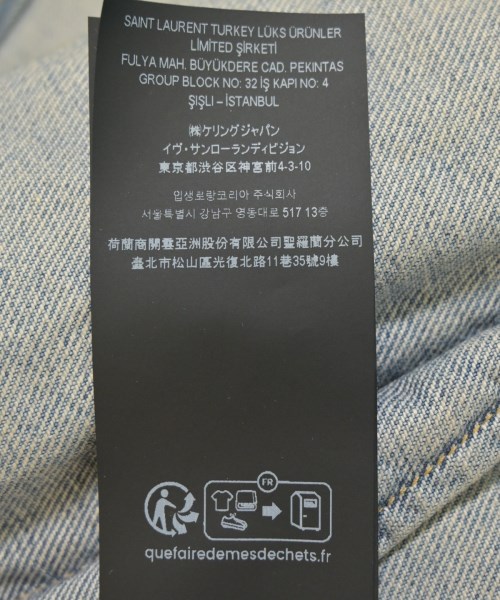 SAINT LAURENT TURKEY LÜKS ÜRÜNLER
LİMİTED ŞİRKETİ
FULYA MAH. BÜYÜKDERE CAD. PEKINTAS
GROUP BLOCK NO: 32 İŞ KAPI NO: 4
ŞIŞLI – İSTANBUL
㈱ケリングジャパン
イヴ・サンローランディビジョン
東京都渋谷区神宮前4-3-10
입생로랑코리아 주식회사
서울특별시 강남구 영동대로 517 13층
荷蘭商開雲亞洲股份有限公司聖羅蘭分公司
臺北市松山區光復北路11巷35號9樓
FR
quefairedemesdechets.fr